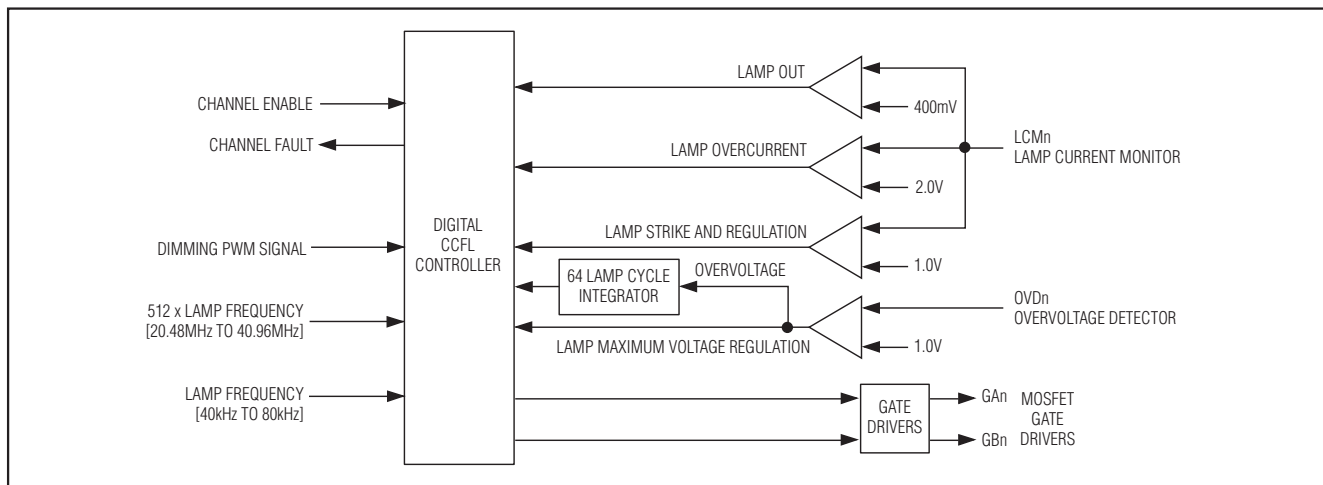 CHANNEL ENABLE
CHANNEL FAULT
DIMMING PWM SIGNAL
512 x LAMP FREQUENCY
[20.48MHz TO 40.96MHz]
LAMP FREQUENCY
[40kHz TO 80kHz]
DIGITAL
CCFL
CONTROLLER
LAMP OUT
400mV
LAMP OVERCURRENT
2.0V
LCMn
LAMP CURRENT MONITOR
LAMP STRIKE AND REGULATION
1.0V
64 LAMP CYCLE
INTEGRATOR
OVERVOLTAGE
OVDn
OVERVOLTAGE DETECTOR
LAMP MAXIMUM VOLTAGE REGULATION
1.0V
GATE
DRIVERS
GAn
GBn
MOSFET
GATE
DRIVERS